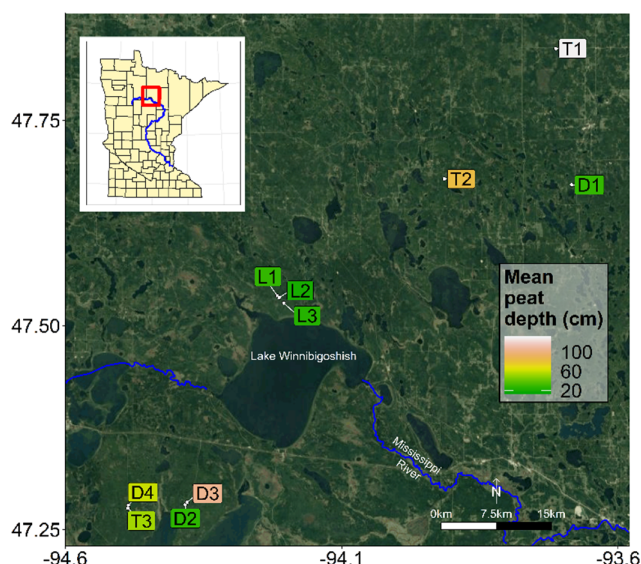 T1
47.75
T2
D1
L1
L2
L3
47.50
Mean
peat
depth (cm)
100
60
20
Lake Winnibigoshish
Mississippi
River
N
D4
D3
T3
D2
0km
7.5km
15km
47.25
-94.6
-94.1
-93.6